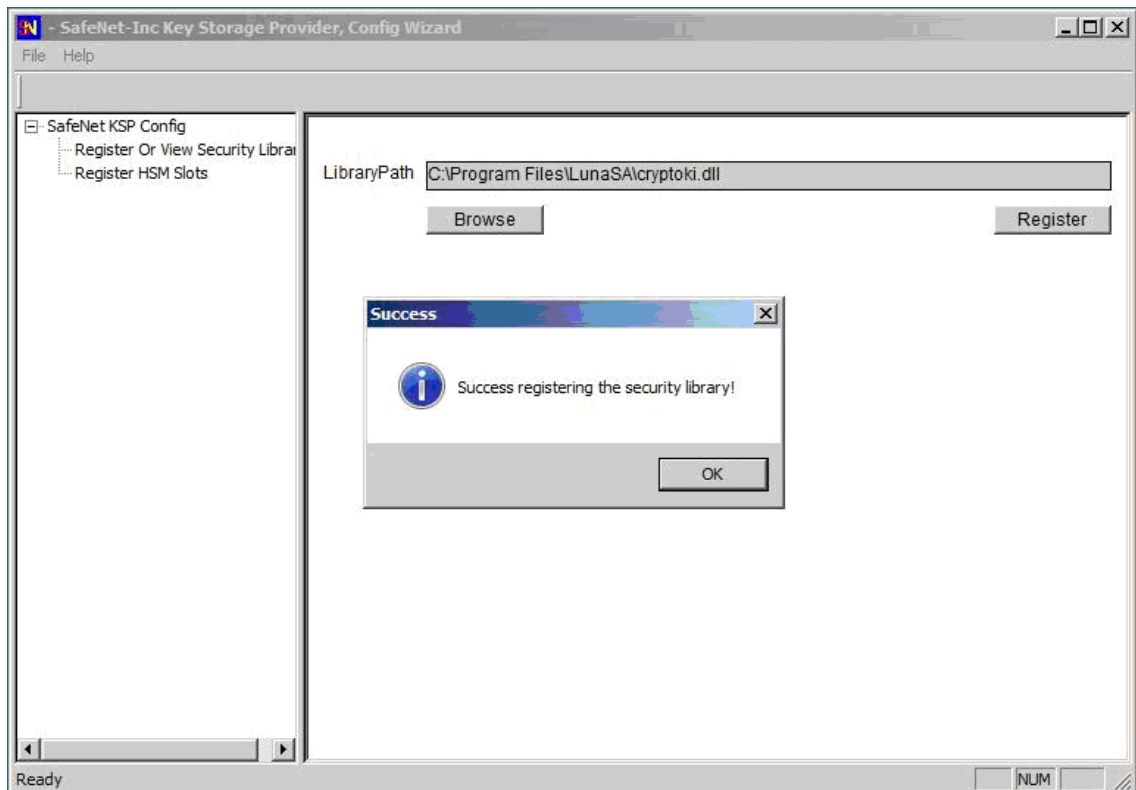 - SafeNet-Inc Key Storage Provider, Config Wizard
File Help
SafeNet KSP Config
Register Or View Security Librar
Register HSM Slots
LibraryPath C:\Program Files\LunaSA\cryptoki.dll
Browse Register
Success
Success registering the security library!
OK
Ready NUM